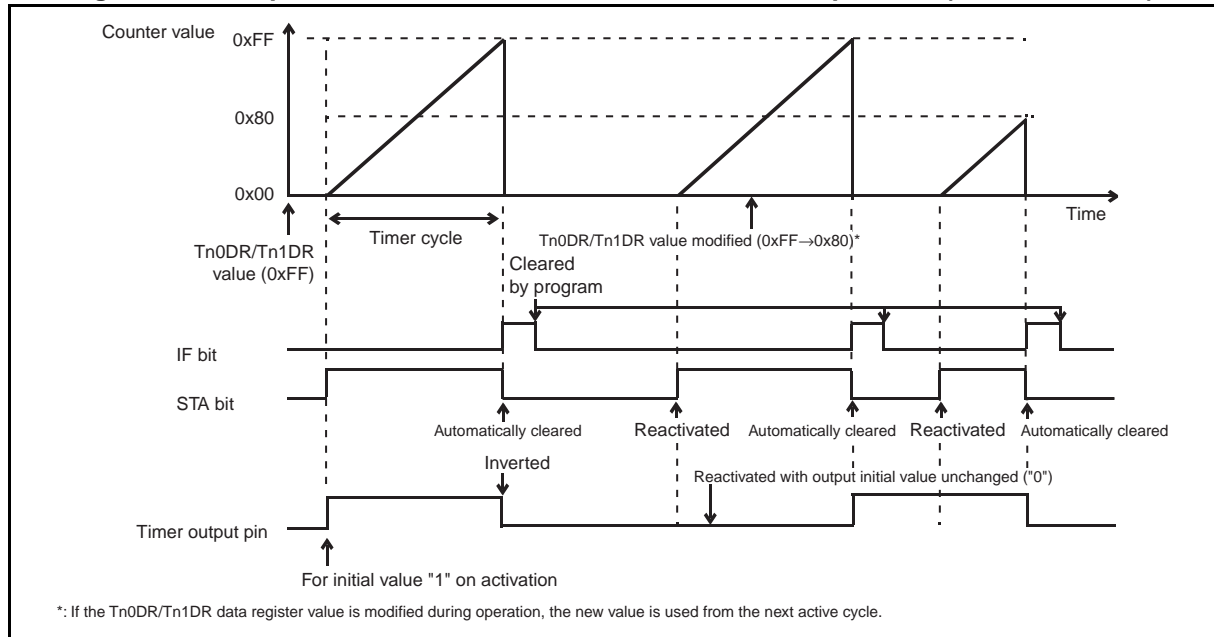 Counter value
0xFF
0x80
0x00
Time
Timer cycle
Tn0DR/Tn1DR value modified (0xFF→0x80)*
Tn0DR/Tn1DR
value (0xFF)
Cleared
by program
IF bit
STA bit
Automatically cleared
Reactivated
Automatically cleared
Reactivated
Automatically cleared
Inverted
Reactivated with output initial value unchanged ("0")
Timer output pin
For initial value "1" on activation
*: If the Tn0DR/Tn1DR data register value is modified during operation, the new value is used from the next active cycle.